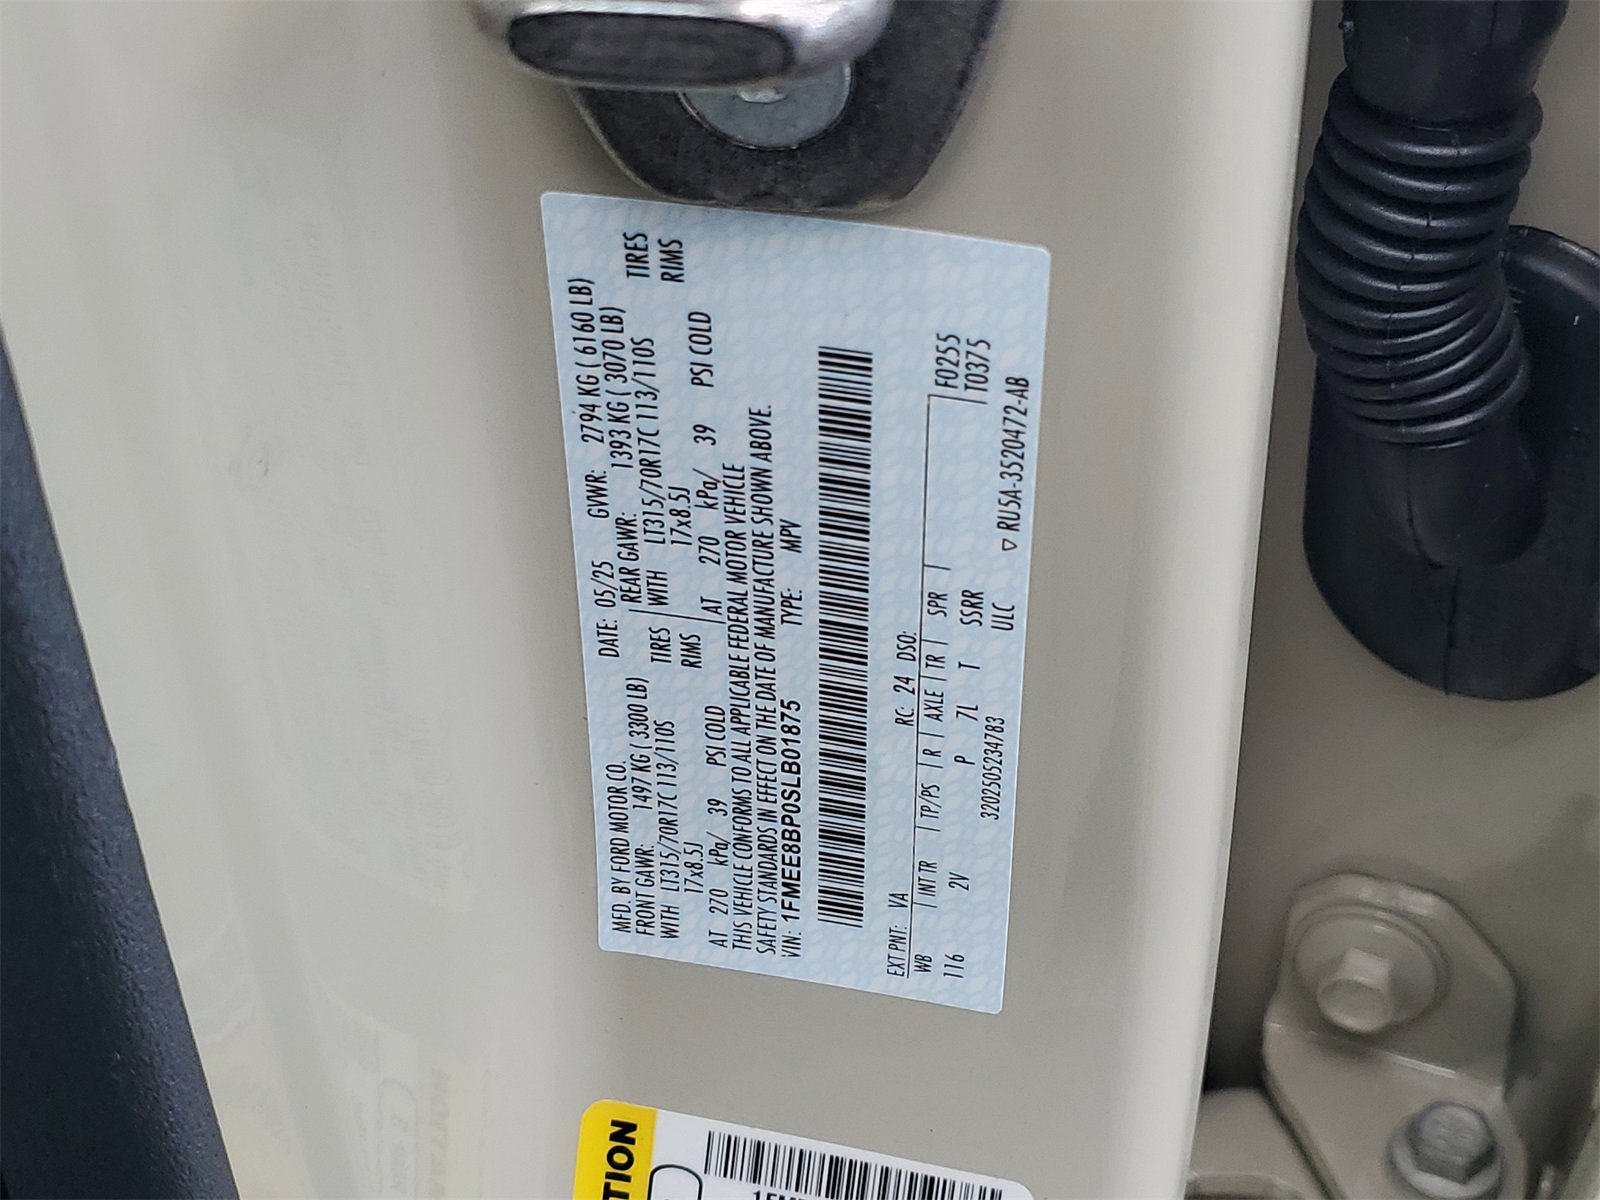 MFD. BY FORD MOTOR CO.
DATE: 05/25 GVWR: 2794 KG ( 6160 LB)
FRONT GAWR: 1497 KG ( 3300 LB) REAR GAWR: 1393 KG ( 3070 LB)
WITH LT315/70R17C 113/110S TIRES WITH LT315/70R17C 113/110S TIRES
17x8.5J RIMS 17x8.5J RIMS
AT 270 kPa/ 39 PSI COLD AT 270 kPa/ 39 PSI COLD
THIS VEHICLE CONFORMS TO ALL APPLICABLE FEDERAL MOTOR VEHICLE
SAFETY STANDARDS IN EFFECT ON THE DATE OF MANUFACTURE SHOWN ABOVE.
VIN: 1FMEE8BP0SLB01875 TYPE: MPV
EXT PNT: VA RC: 24 DSO:
WB INT TR TP/PS R AXLE TR SPR F0255
116 2V P 7L T SSRR T0375
3202505234783 ULC ▽ RU5A-3520472-AB